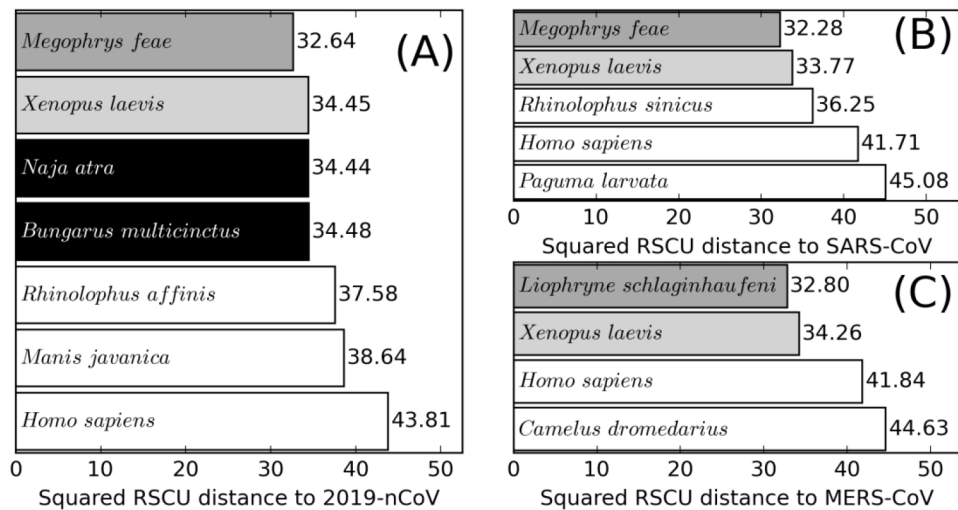 (A)
Megophrys feae 32.64
Xenopus laevis 34.45
Naja atra 34.44
Bungarus multicinctus 34.48
Rhinolophus affinis 37.58
Manis javanica 38.64
Homo sapiens 43.81
0 10 20 30 40 50
Squared RSCU distance to 2019-nCoV
(B)
Megophrys feae 32.28
Xenopus laevis 33.77
Rhinolophus sinicus 36.25
Homo sapiens 41.71
Paguma larvata 45.08
0 10 20 30 40 50
Squared RSCU distance to SARS-CoV
(C)
Liophryne schlaginhaufeni 32.80
Xenopus laevis 34.26
Homo sapiens 41.84
Camelus dromedarius 44.63
0 10 20 30 40 50
Squared RSCU distance to MERS-CoV